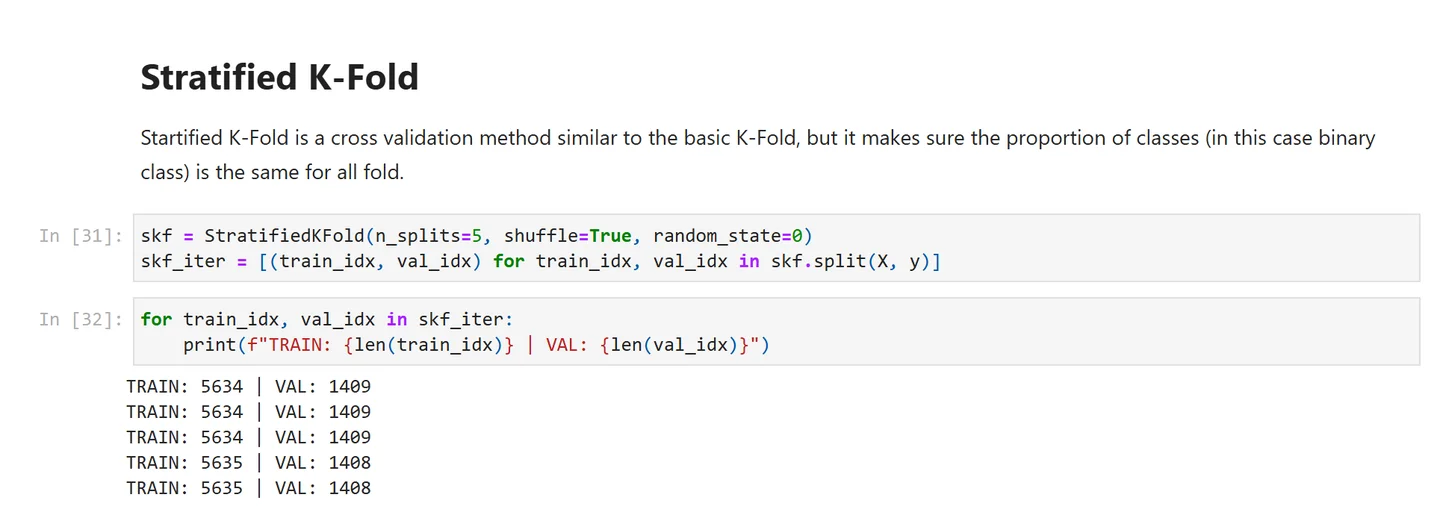 Stratified K-Fold
Startified K-Fold is a cross validation method similar to the basic K-Fold, but it makes sure the proportion of classes (in this case binary
class) is the same for all fold.
In [31]: skf = StratifiedKFold(n_splits=5, shuffle=True, random_state=0)
skf_iter = [(train_idx, val_idx) for train_idx, val_idx in skf.split(X, y)]
In [32]: for train_idx, val_idx in skf_iter:
    print(f"TRAIN: {len(train_idx)} | VAL: {len(val_idx)}")
TRAIN: 5634 | VAL: 1409
TRAIN: 5634 | VAL: 1409
TRAIN: 5634 | VAL: 1409
TRAIN: 5635 | VAL: 1408
TRAIN: 5635 | VAL: 1408